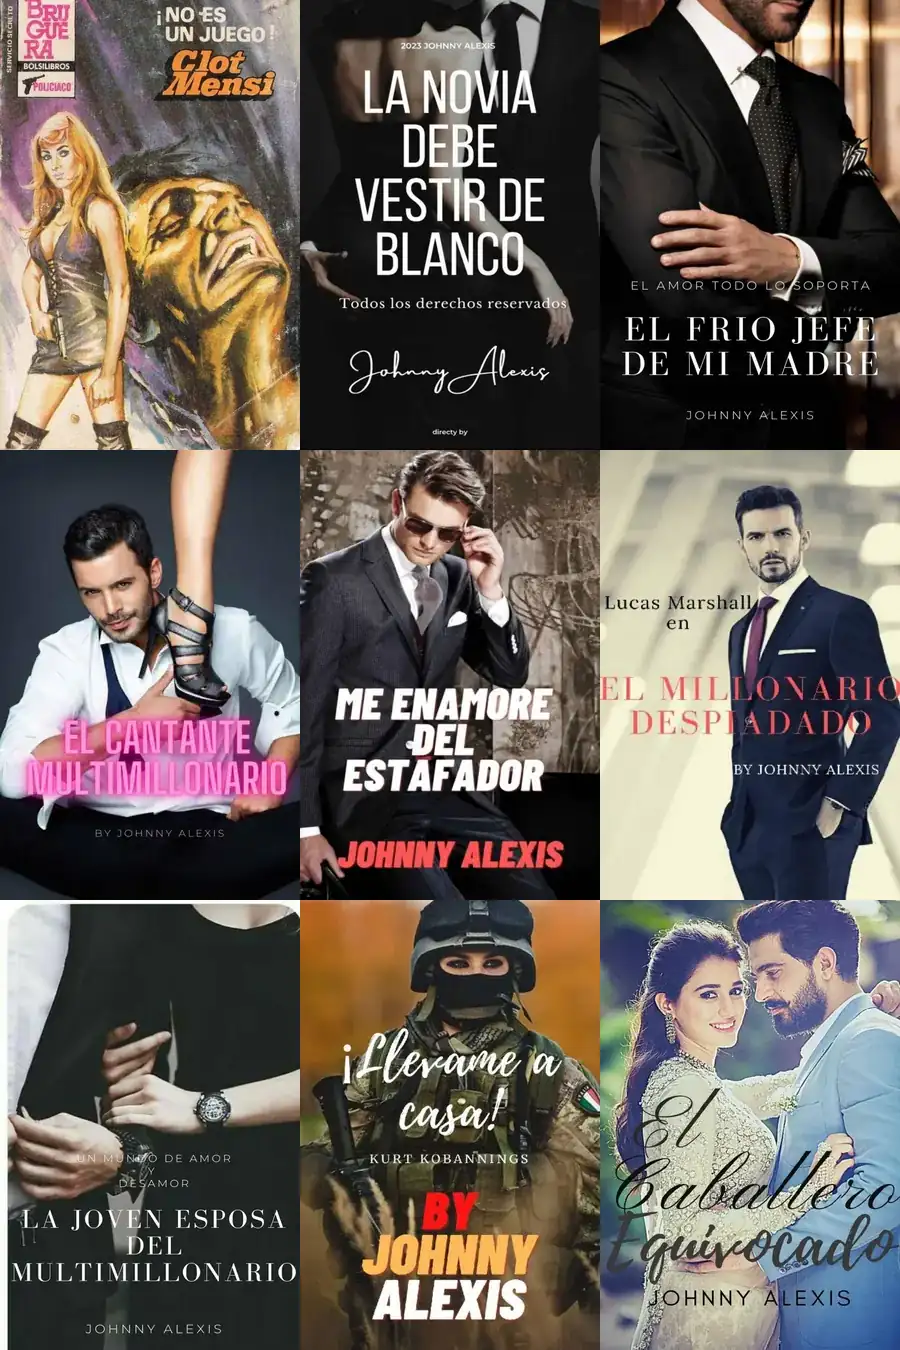 BRU
GUE
RA
BOLSILIBROS
POLICIACO
SERVICIO SECRETO
¡NO ES
UN JUEGO!
Clot
Mensi
2023 JOHNNY ALEXIS
LA NOVIA
DEBE
VESTIR DE
BLANCO
Todos los derechos reservados
Johnny Alexis
directy by
EL AMOR TODO LO SOPORTA
EL FRIO JEFE
DE MI MADRE
JOHNNY ALEXIS
EL CANTANTE
MULTIMILLONARIO
BY JOHNNY ALEXIS
ME ENAMORE
DEL
ESTAFADOR
JOHNNY ALEXIS
Lucas Marshall
en
EL MILLONARIO
DESPIADADO
BY JOHNNY ALEXIS
UN MUNDO DE AMOR
Y
DESAMOR
LA JOVEN ESPOSA
DEL
MULTIMILLONARIO
JOHNNY ALEXIS
¡Llevame a
casa!
KURT KOBANNINGS
BY
JOHNNY
ALEXIS
El
Caballero
Equivocado
JOHNNY ALEXIS